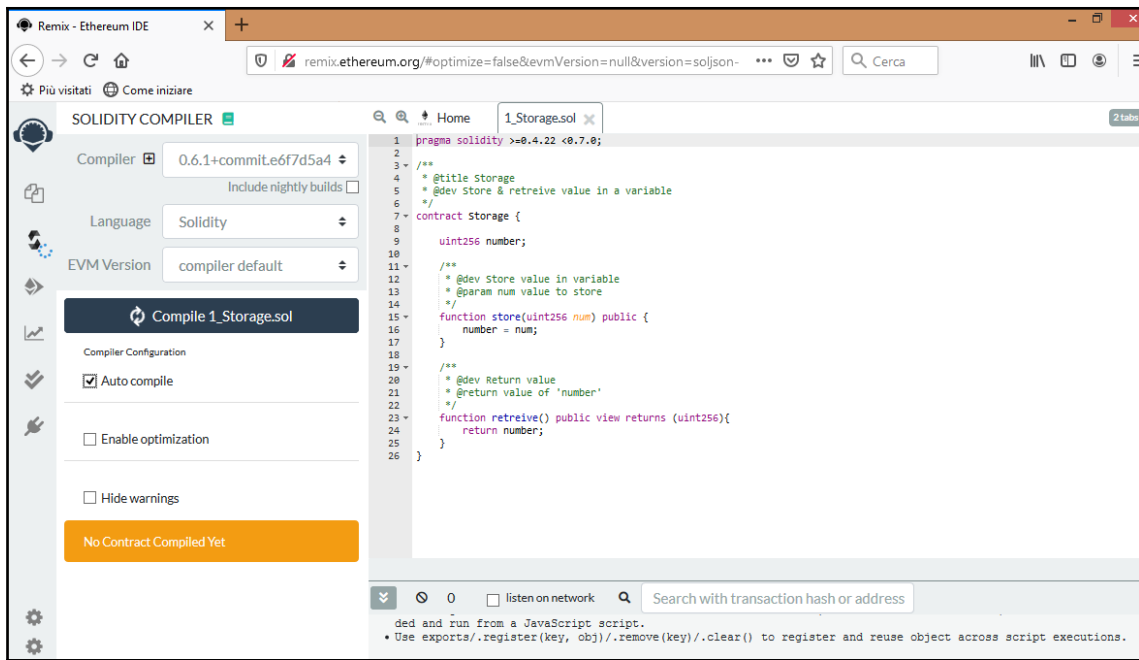 Remix - Ethereum IDE
remix.ethereum.org/#optimize=false&evmVersion=null&version=soljson-
Cerca
Più visitati
Come iniziare
SOLIDITY COMPILER
Compiler
0.6.1+commit.e6f7d5a4
Include nightly builds
Language
Solidity
EVM Version
compiler default
Compile 1_Storage.sol
Compiler Configuration
Auto compile
Enable optimization
Hide warnings
No Contract Compiled Yet
Home
1_Storage.sol
2 tabs
1 pragma solidity >=0.4.22 <0.7.0;
2
3 /**
4 * @title Storage
5 * @dev Store & retreive value in a variable
6 */
7 contract Storage {
8
9 uint256 number;
10
11 /**
12 * @dev Store value in variable
13 * @param num value to store
14 */
15 function store(uint256 num) public {
16 number = num;
17 }
18
19 /**
20 * @dev Return value
21 * @return value of 'number'
22 */
23 function retreive() public view returns (uint256){
24 return number;
25 }
26 }
0
listen on network
Search with transaction hash or address
ded and run from a JavaScript script.
• Use exports/.register(key, obj)/.remove(key)/.clear() to register and reuse object across script executions.